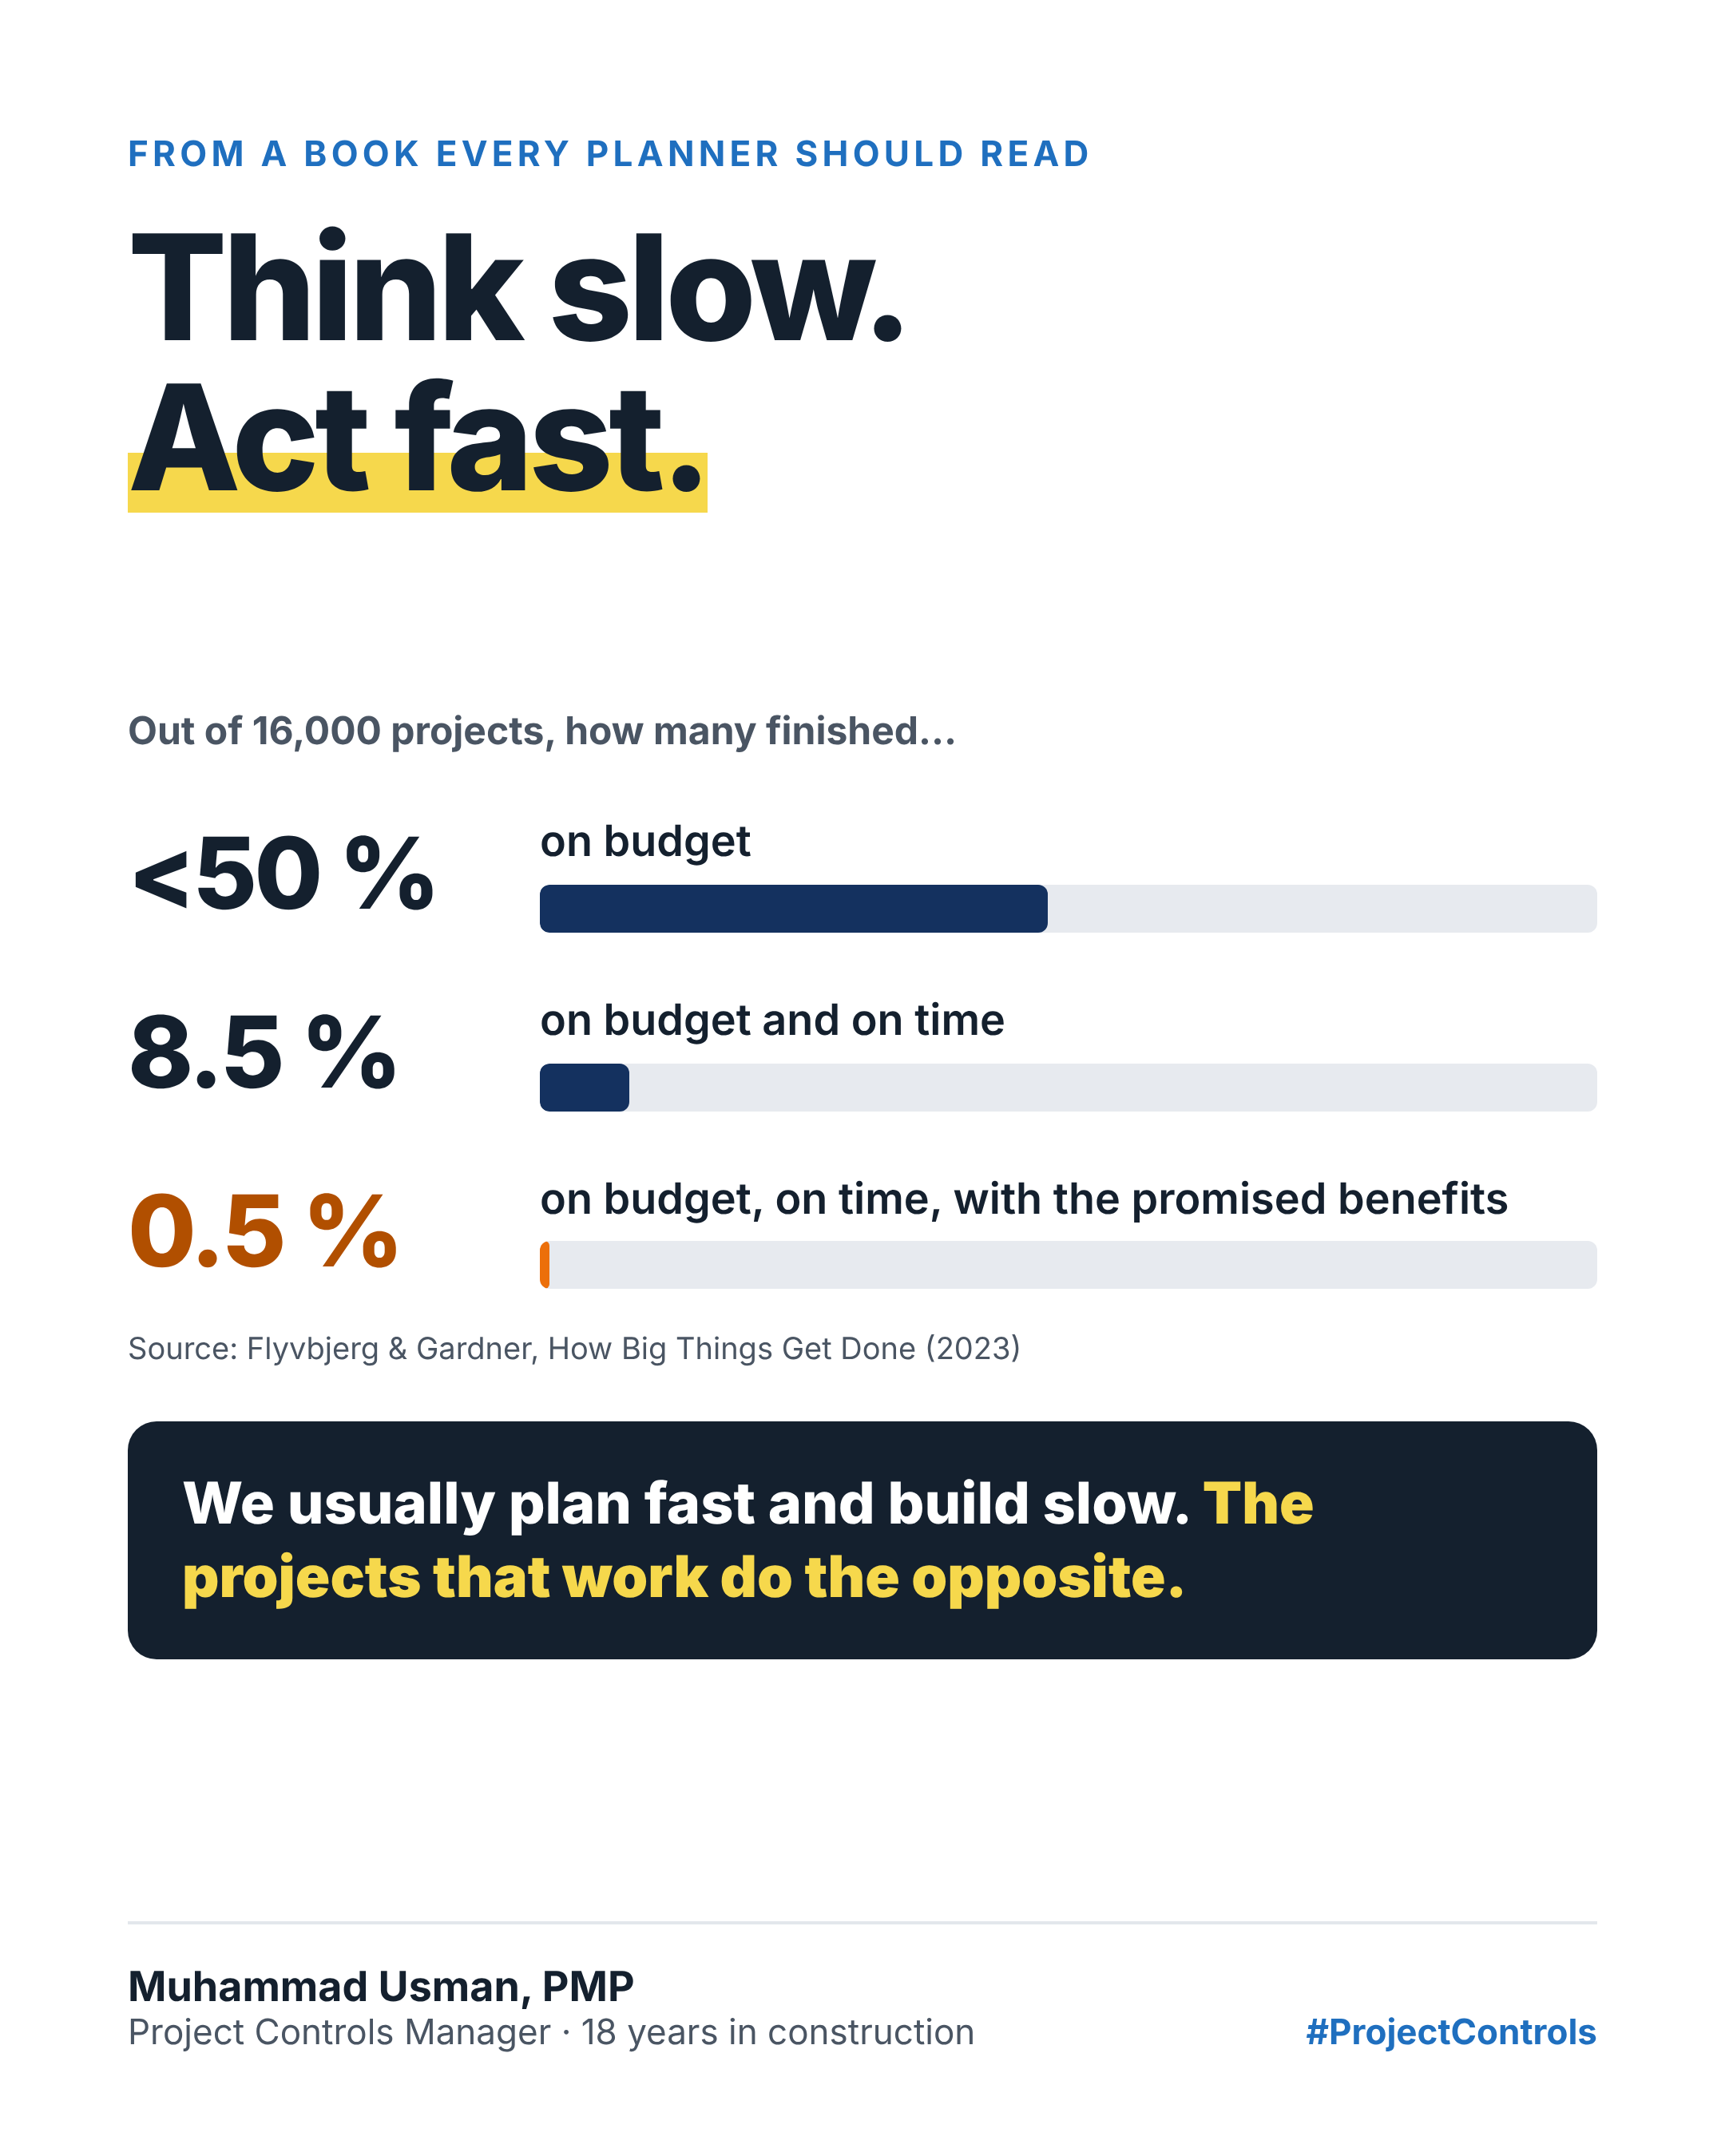 FROM A BOOK EVERY PLANNER SHOULD READ
Think slow.
Act fast.
Out of 16,000 projects, how many finished…
<50 %
on budget
8.5 %
on budget and on time
0.5 %
on budget, on time, with the promised benefits
Source: Flyvbjerg & Gardner, How Big Things Get Done (2023)
We usually plan fast and build slow. The
projects that work do the opposite.
Muhammad Usman, PMP
Project Controls Manager · 18 years in construction
#ProjectControls